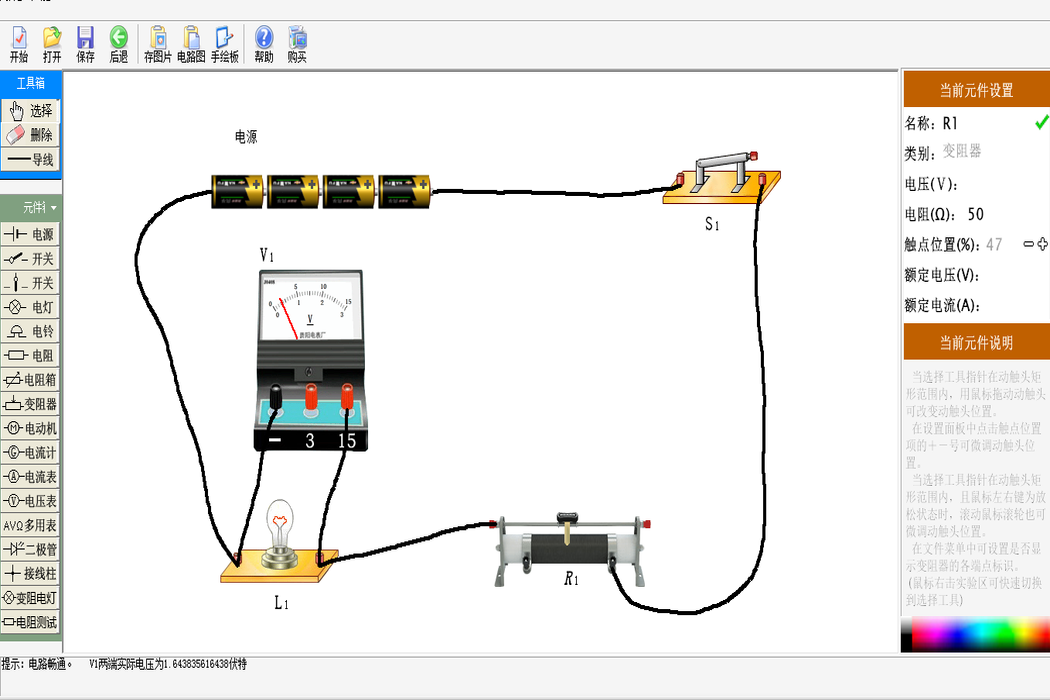 开始 打开 保存 后退 存图片 电路图 手绘板 帮助 购买
工具箱
选择
删除
导线
元件
电源
开关
开关
电灯
电铃
电阻
电阻箱
变阻器
电动机
电流计
电流表
电压表
AVΩ多用表
二极管
接线柱
变阻电灯
电阻测试
电源
S1
V1
0 5 10 15
0 1 2 3
V
贵阳电表厂
− 3 15
L1
R1
当前元件设置
名称: R1
类别: 变阻器
电压(V):
电阻(Ω): 50
触点位置(%): 47
额定电压(V):
额定电流(A):
当前元件说明
当选择工具指针在动触头矩
形范围内，用鼠标拖动动触头
可改变动触头位置。
在设置面板中点击触点位置
项的＋－号可微调动触头位
置。
当选择工具指针在动触头矩
形范围内，且鼠标左右键为放
松状态时，滚动鼠标滚轮也可
微调动触头位置。
在文件菜单中可设置是否显
示变阻器的各端点标识。
(鼠标右击实验区可快速切换
到选择工具)
提示: 电路畅通。 V1两端实际电压为1.643835616438伏特